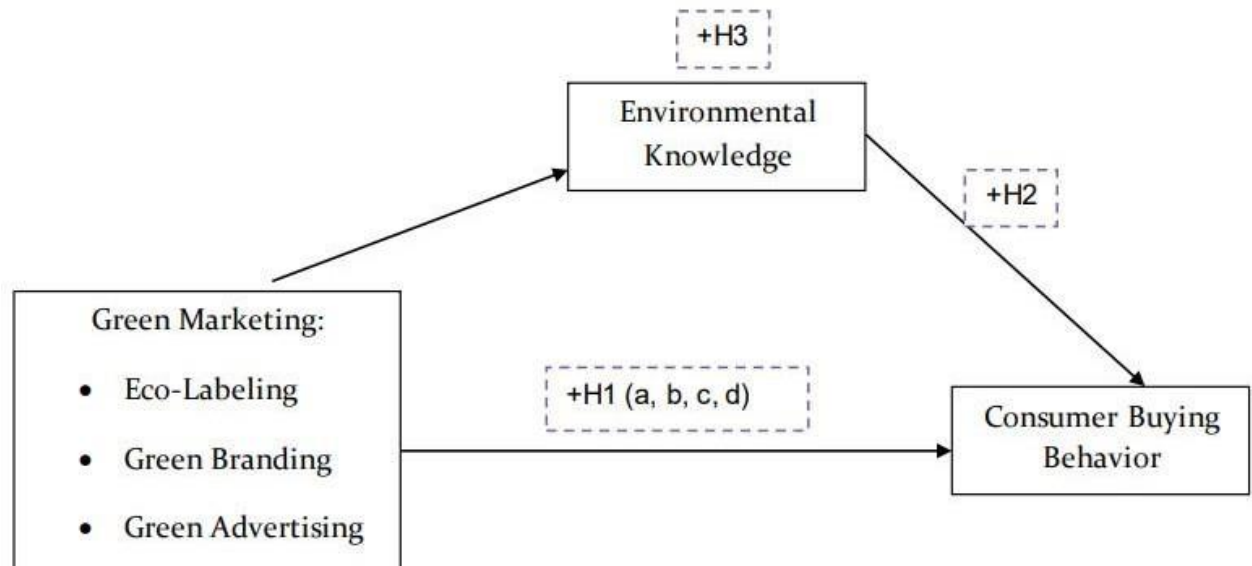 +H3
Environmental
Knowledge
+H2
Green Marketing:
• Eco-Labeling
• Green Branding
• Green Advertising
+H1 (a, b, c, d)
Consumer Buying
Behavior